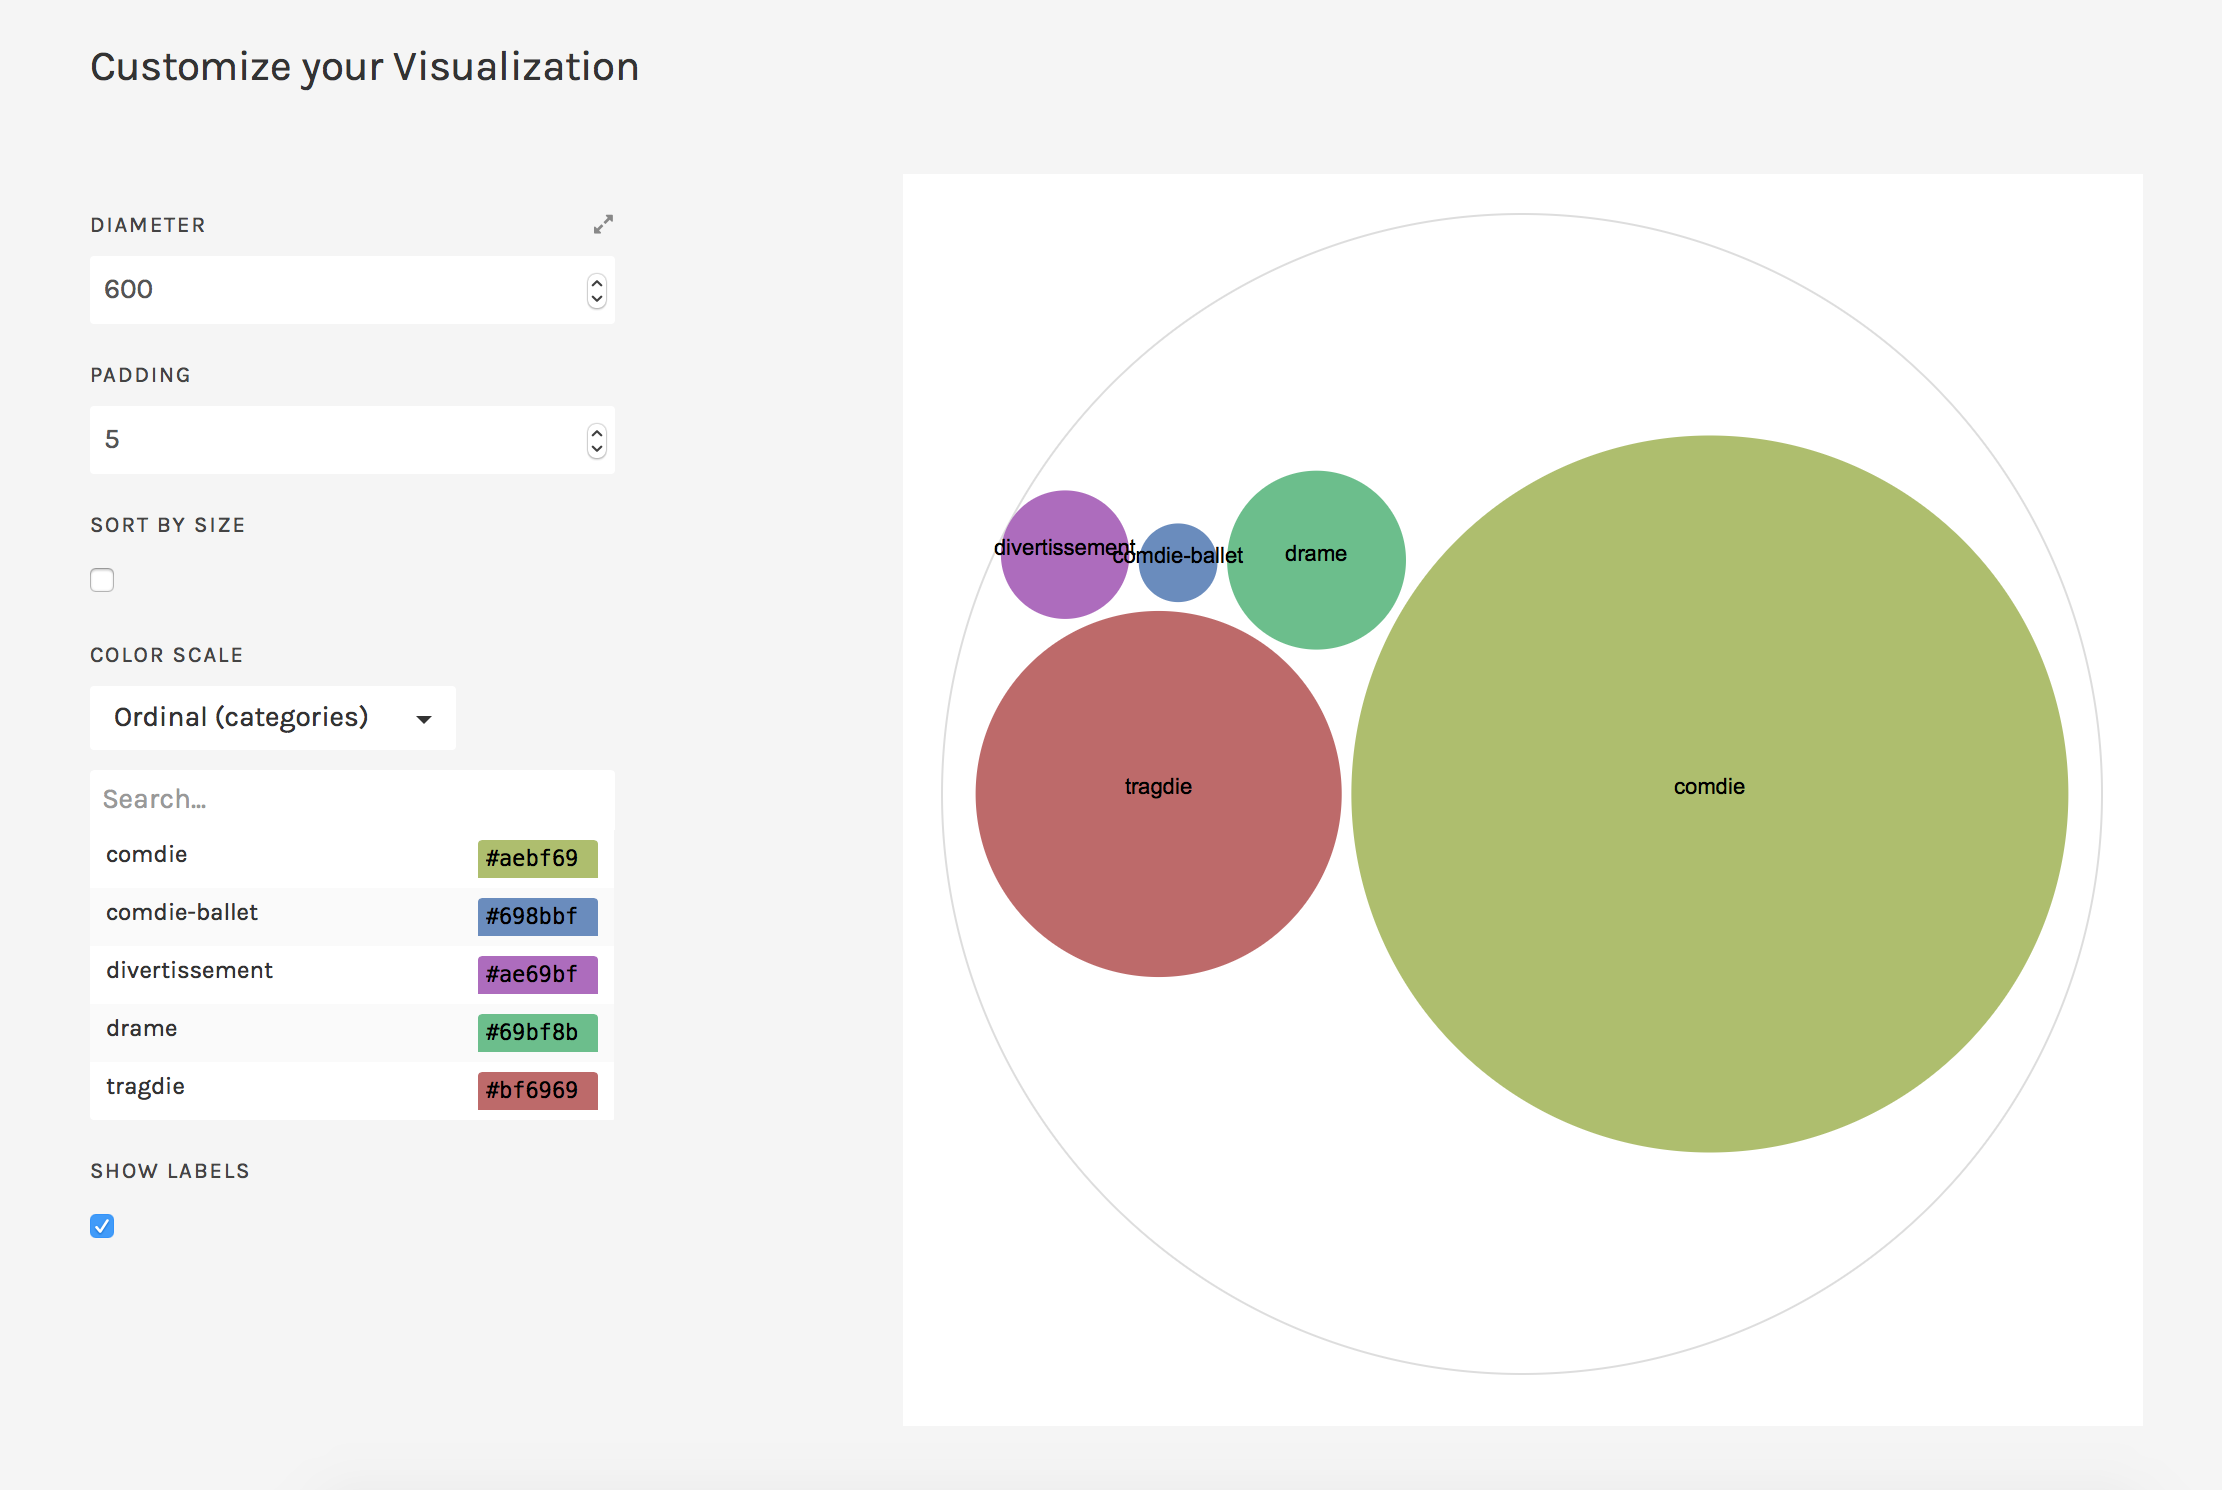 Customize your Visualization
DIAMETER
600
PADDING
5
SORT BY SIZE
COLOR SCALE
Ordinal (categories)
Search...
comdie #aebf69
comdie-ballet #698bbf
divertissement #ae69bf
drame #69bf8b
tragdie #bf6969
SHOW LABELS
divertissement
comdie-ballet
drame
tragdie
comdie